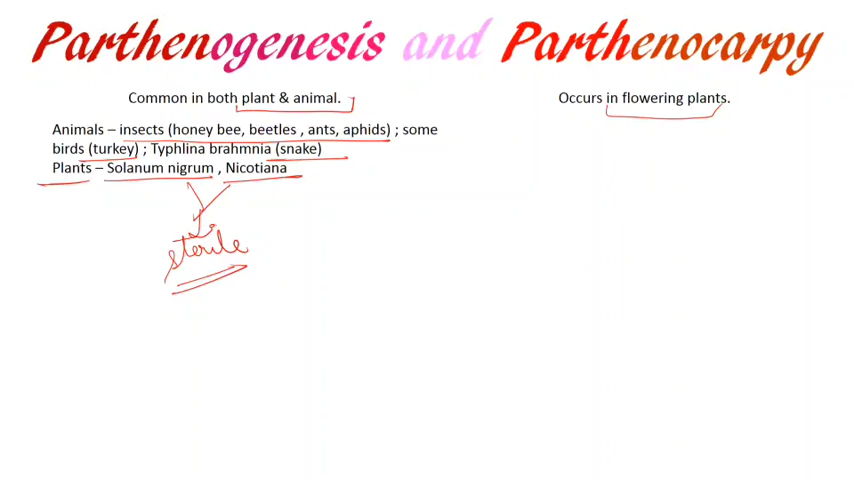 Parthenogenesis and Parthenocarpy
Common in both plant & animal.
Occurs in flowering plants.
Animals – insects (honey bee, beetles , ants, aphids) ; some
birds (turkey) ; Typhlina brahmnia (snake)
Plants – Solanum nigrum , Nicotiana
sterile